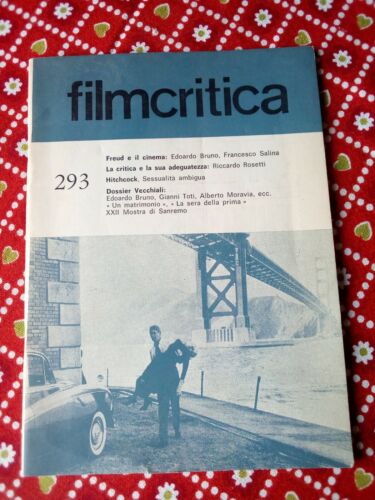 filmcritica
293
Freud e il cinema: Edoardo Bruno, Francesco Salina
La critica e la sua adeguatezza: Riccardo Rosetti
Hitchcock, Sessualità ambigua
Dossier Vecchiali:
Edoardo Bruno, Gianni Toti, Alberto Moravia, ecc.
« Un matrimonio », « La sera della prima »
XXII Mostra di Sanremo